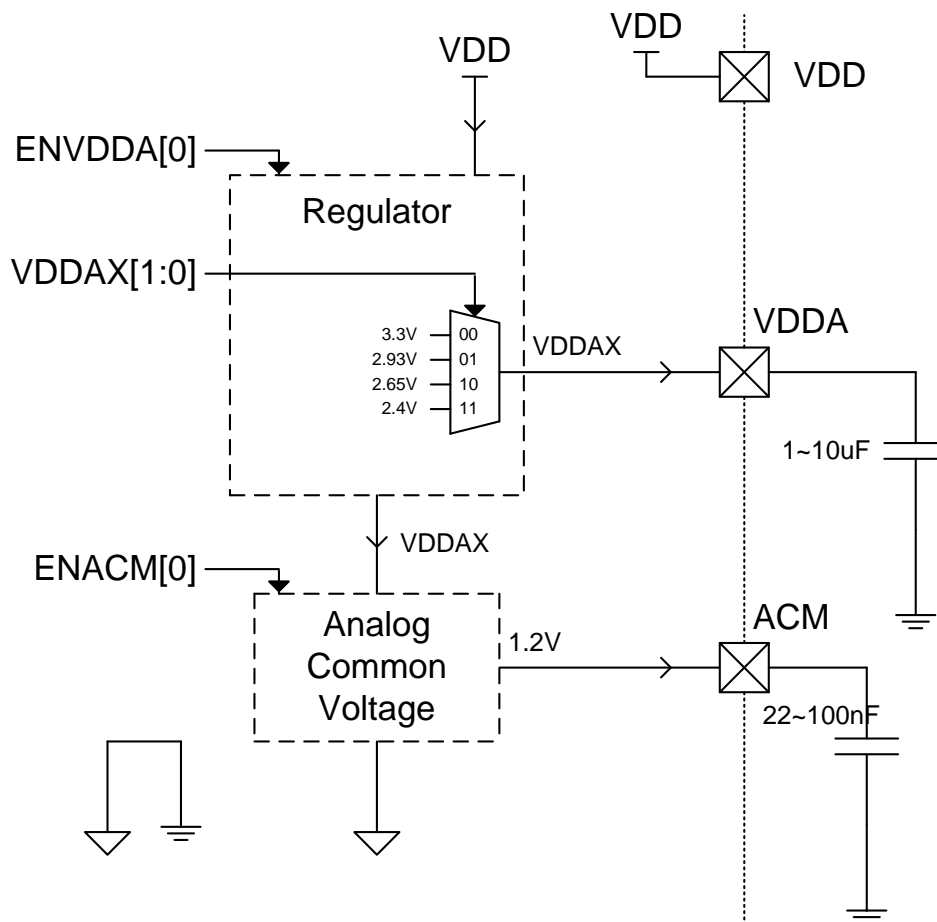 VDD
VDD
VDD
ENVDDA[0]
Regulator
VDDAX[1:0]
VDDA
3.3V 00
2.93V 01
2.65V 10
2.4V 11
VDDAX
1~10uF
VDDAX
ENACM[0]
Analog
Common
Voltage
1.2V
ACM
22~100nF